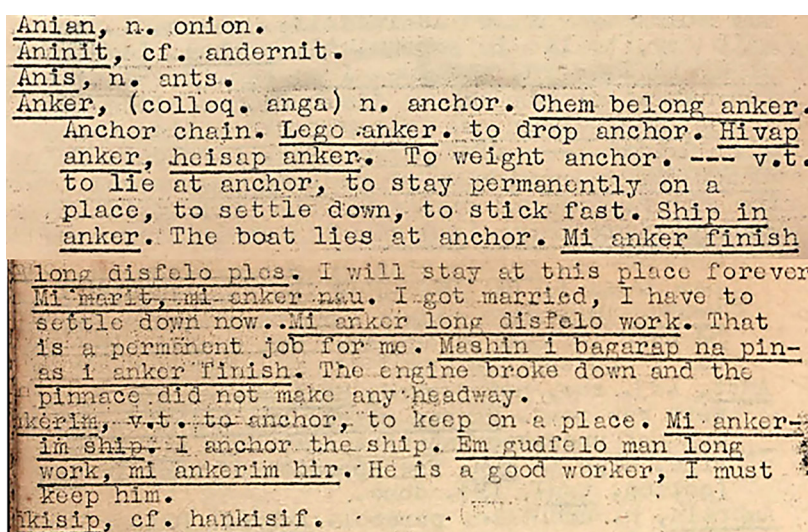 Anian, n. onion.
Aninit, cf. andernit.
Anis, n. ants.
Anker, (colloq. anga) n. anchor. Chem belong anker.
Anchor chain. Lego anker. to drop anchor. Hivap
anker, heisap anker. To weight anchor. --- v.t.
to lie at anchor, to stay permanently on a
place, to settle down, to stick fast. Ship in
anker. The boat lies at anchor. Mi anker finish
long disfelo ples. I will stay at this place forever
Mi marit, mi anker nau. I got married, I have to
settle down now..Mi anker long disfelo work. That
is a permanent job for me. Mashin i bagarap na pin-
as i anker finish. The engine broke down and the
pinnace did not make any headway.
kerim, v.t. to anchor, to keep on a place. Mi anker-
im ship. I anchor the ship. Em gudfelo man long
work, mi ankerim hir. He is a good worker, I must
keep him.
kisip, cf. hankisif.